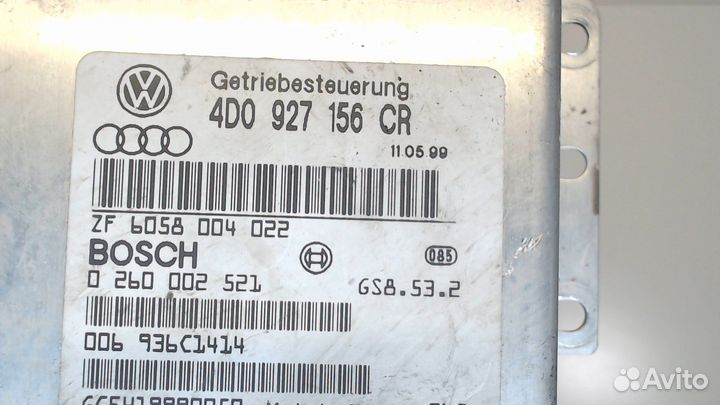 Getriebesteuerung
4D0 927 156 CR
11.05.99
ZF 6058 004 022
BOSCH
085
0 260 002 521
GS8.53.2
006 936C1414
Avito